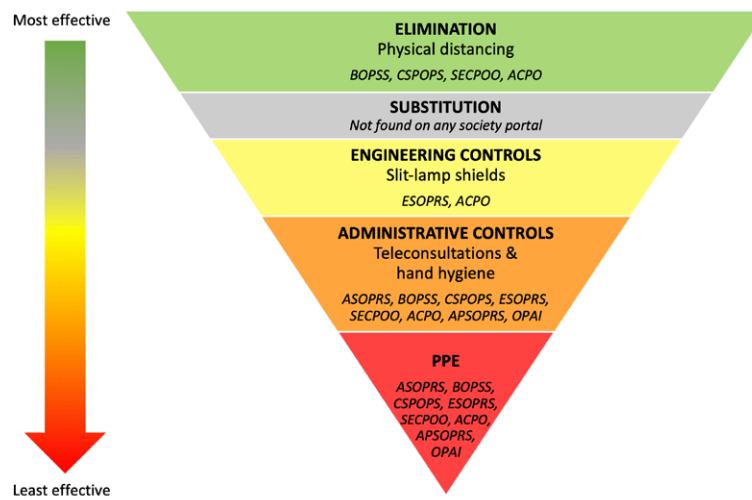 Most effective
ELIMINATION
Physical distancing
BOPSS, CSPOPS, SECPOO, ACPO
SUBSTITUTION
Not found on any society portal
ENGINEERING CONTROLS
Slit-lamp shields
ESOPRS, ACPO
ADMINISTRATIVE CONTROLS
Teleconsultations &
hand hygiene
ASOPRS, BOPSS, CSPOPS, ESOPRS,
SECPOO, ACPO, APSOPRS, OPAI
PPE
ASOPRS, BOPSS,
CSPOPS, ESOPRS,
SECPOO, ACPO,
APSOPRS,
OPAI
Least effective